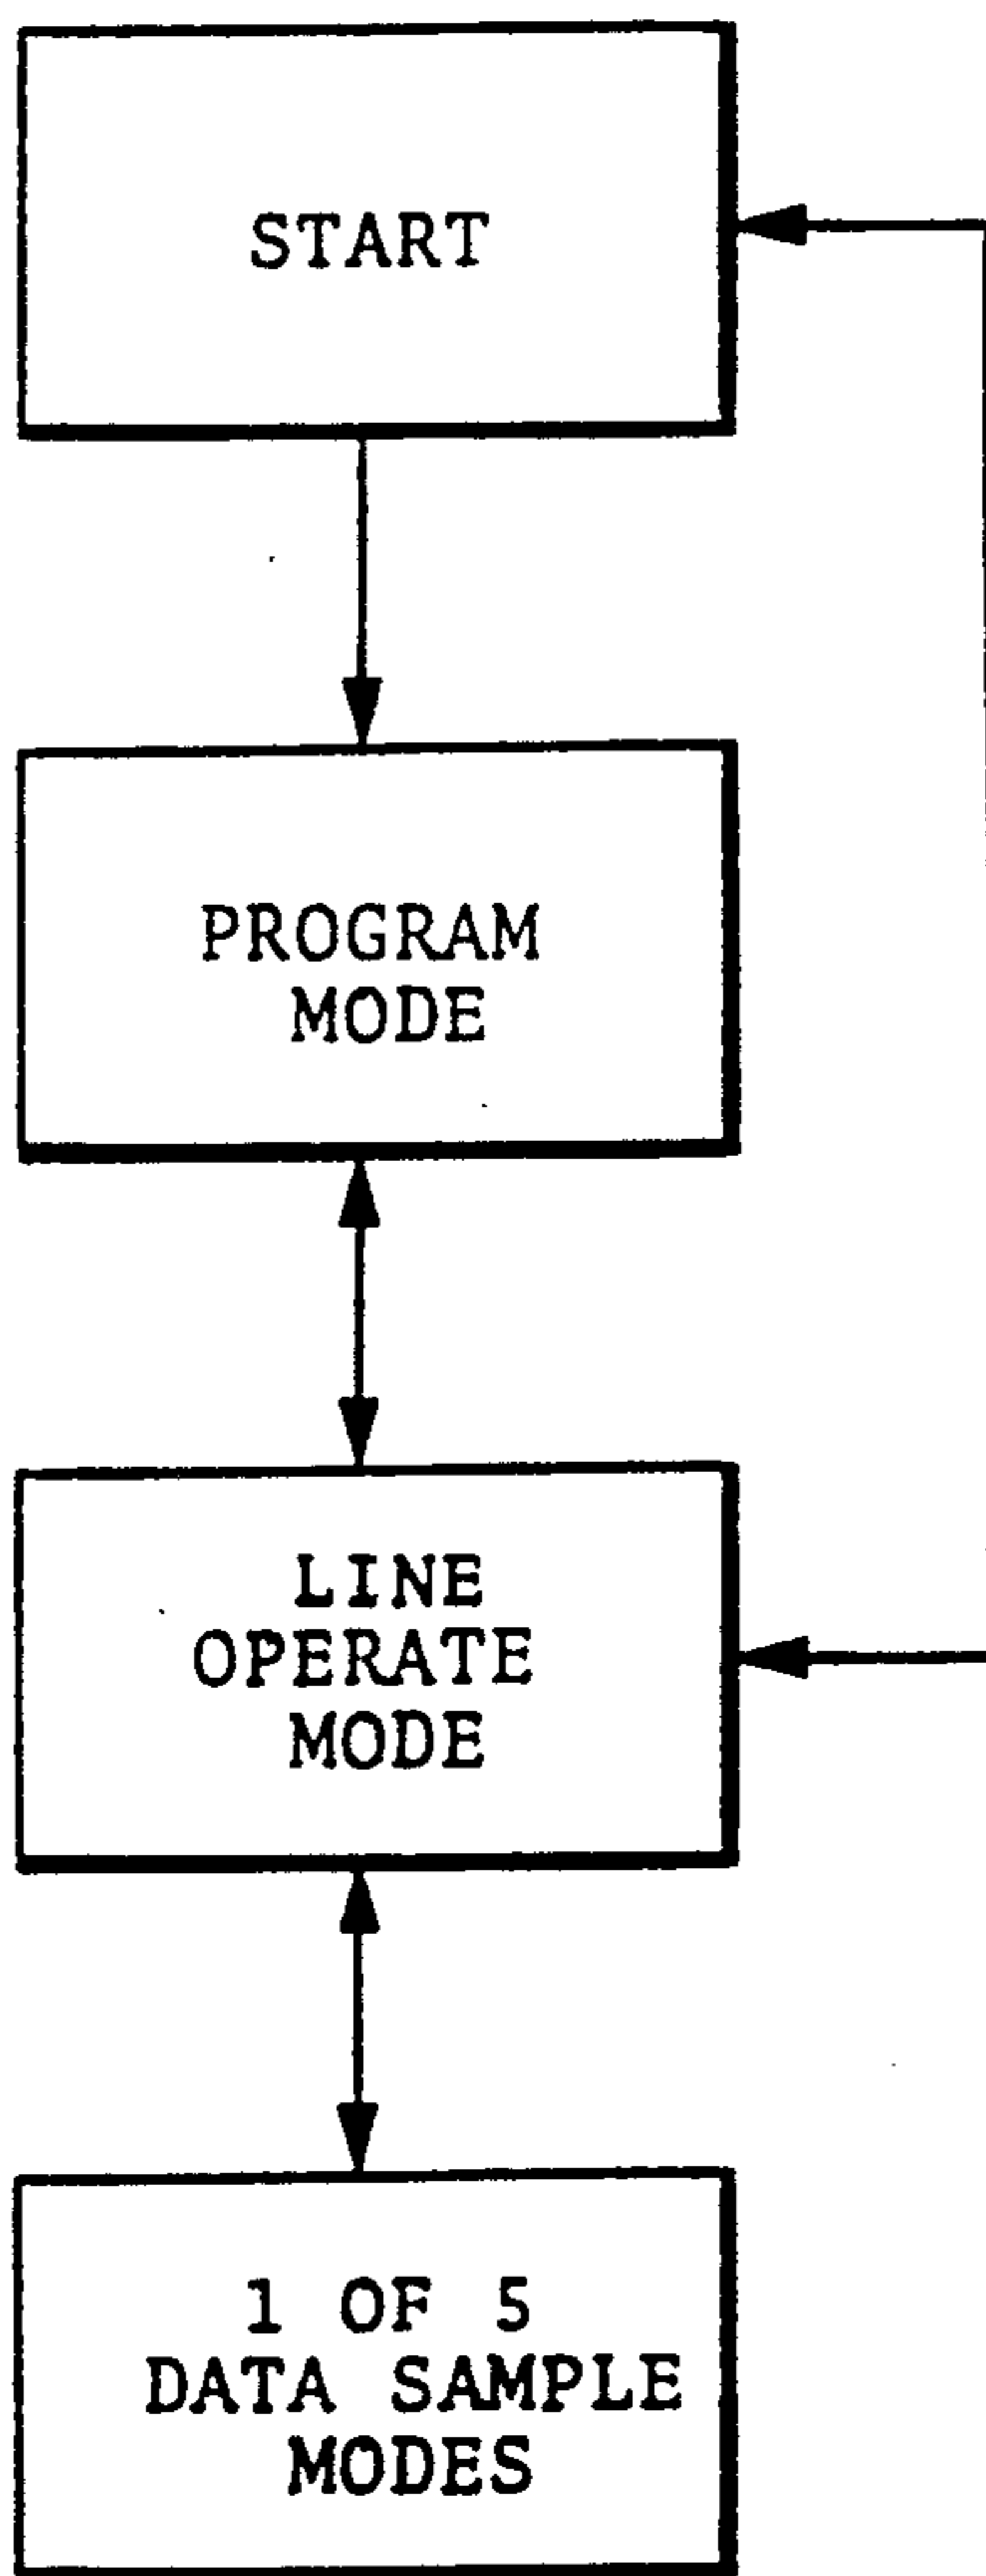 START
PROGRAM
MODE
LINE
OPERATE
MODE
1 OF 5
DATA SAMPLE
MODES